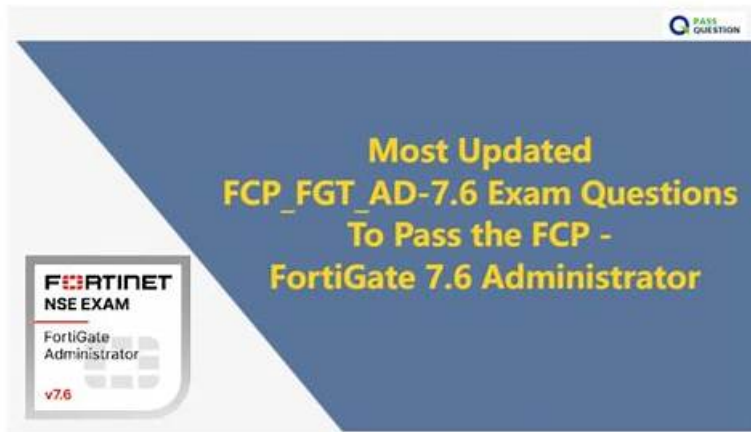 PASS
QUESTION
Most Updated
FCP_FGT_AD-7.6 Exam Questions
To Pass the FCP -
FortiGate 7.6 Administrator
FORTINET
NSE EXAM
FortiGate
Administrator
v7.6